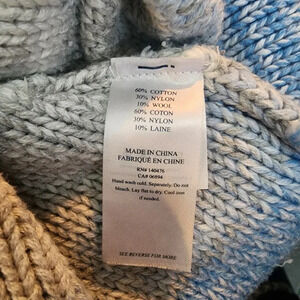 60% COTTON
30% NYLON
10% WOOL
60% COTON
30% NYLON
10% LAINE
MADE IN CHINA
FABRIQUÉ EN CHINE
RN# 140476
CA# 06894
Hand wash cold. Separately. Do not
bleach. Lay flat to dry. Cool iron
if needed.
SEE REVERSE FOR MORE